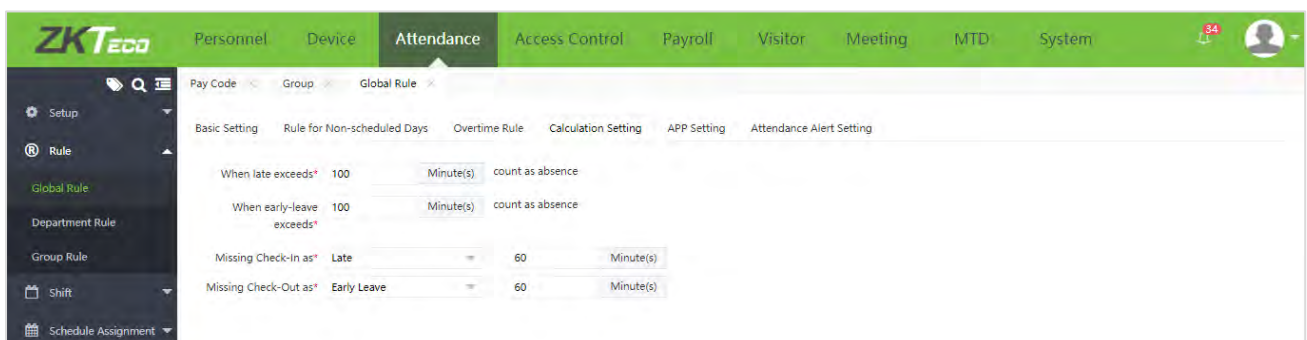 ZKTeco Personnel Device Attendance Access Control Payroll Visitor Meeting MTD System 34
Pay Code Group Global Rule
Setup
Basic Setting Rule for Non-scheduled Days Overtime Rule Calculation Setting APP Setting Attendance Alert Setting
Rule
When late exceeds* 100 Minute(s) count as absence
Global Rule
When early-leave exceeds* 100 Minute(s) count as absence
Department Rule
Group Rule
Missing Check-In as* Late 60 Minute(s)
Shift
Missing Check-Out as* Early Leave 60 Minute(s)
Schedule Assignment